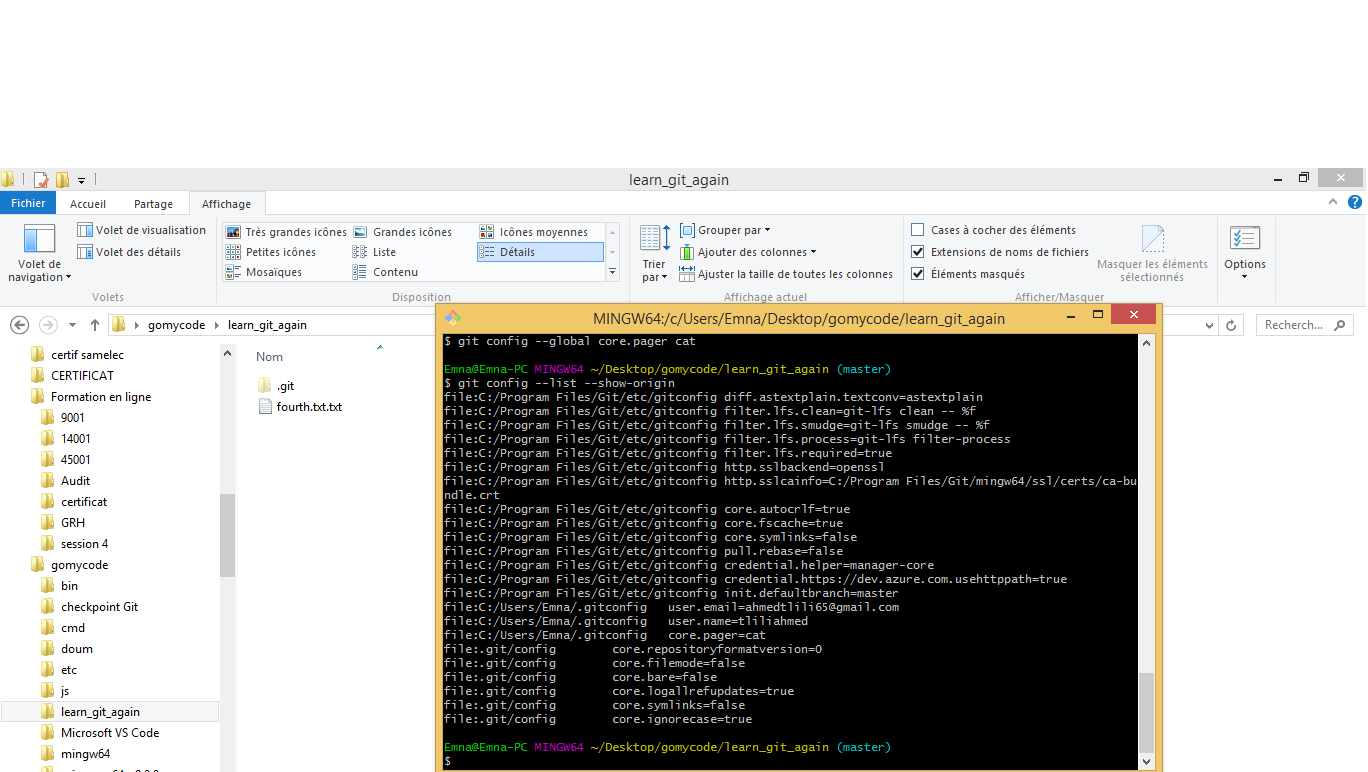 learn_git_again
Fichier Accueil Partage Affichage
Volet de navigation
Volet de visualisation
Volet des détails
Volets
Très grandes icônes Grandes icônes Icônes moyennes
Petites icônes Liste Détails
Mosaïques Contenu
Disposition
Trier par
Grouper par
Ajouter des colonnes
Ajuster la taille de toutes les colonnes
Affichage actuel
Cases à cocher des éléments
Extensions de noms de fichiers
Éléments masqués
Masquer les éléments sélectionnés
Afficher/Masquer
Options
gomycode learn_git_again
Recherch...
certif samelec
CERTIFICAT
Formation en ligne
9001
14001
45001
Audit
certificat
GRH
session 4
gomycode
bin
checkpoint Git
cmd
doum
etc
js
learn_git_again
Microsoft VS Code
mingw64
Nom
.git
fourth.txt.txt
MINGW64:/c/Users/Emna/Desktop/gomycode/learn_git_again
$ git config --global core.pager cat
Emna@Emna-PC MINGW64 ~/Desktop/gomycode/learn_git_again (master)
$ git config --list --show-origin
file:C:/Program Files/Git/etc/gitconfig diff.astextplain.textconv=astextplain
file:C:/Program Files/Git/etc/gitconfig filter.lfs.clean=git-lfs clean -- %f
file:C:/Program Files/Git/etc/gitconfig filter.lfs.smudge=git-lfs smudge -- %f
file:C:/Program Files/Git/etc/gitconfig filter.lfs.process=git-lfs filter-process
file:C:/Program Files/Git/etc/gitconfig filter.lfs.required=true
file:C:/Program Files/Git/etc/gitconfig http.sslbackend=openssl
file:C:/Program Files/Git/etc/gitconfig http.sslcainfo=C:/Program Files/Git/mingw64/ssl/certs/ca-bu
ndle.crt
file:C:/Program Files/Git/etc/gitconfig core.autocrlf=true
file:C:/Program Files/Git/etc/gitconfig core.fscache=true
file:C:/Program Files/Git/etc/gitconfig core.symlinks=false
file:C:/Program Files/Git/etc/gitconfig pull.rebase=false
file:C:/Program Files/Git/etc/gitconfig credential.helper=manager-core
file:C:/Program Files/Git/etc/gitconfig credential.https://dev.azure.com.usehttppath=true
file:C:/Program Files/Git/etc/gitconfig init.defaultbranch=master
file:C:/Users/Emna/.gitconfig user.email=ahmedtlili65@gmail.com
file:C:/Users/Emna/.gitconfig user.name=tliliahmed
file:C:/Users/Emna/.gitconfig core.pager=cat
file:.git/config core.repositoryformatversion=0
file:.git/config core.filemode=false
file:.git/config core.bare=false
file:.git/config core.logallrefupdates=true
file:.git/config core.symlinks=false
file:.git/config core.ignorecase=true
Emna@Emna-PC MINGW64 ~/Desktop/gomycode/learn_git_again (master)
$